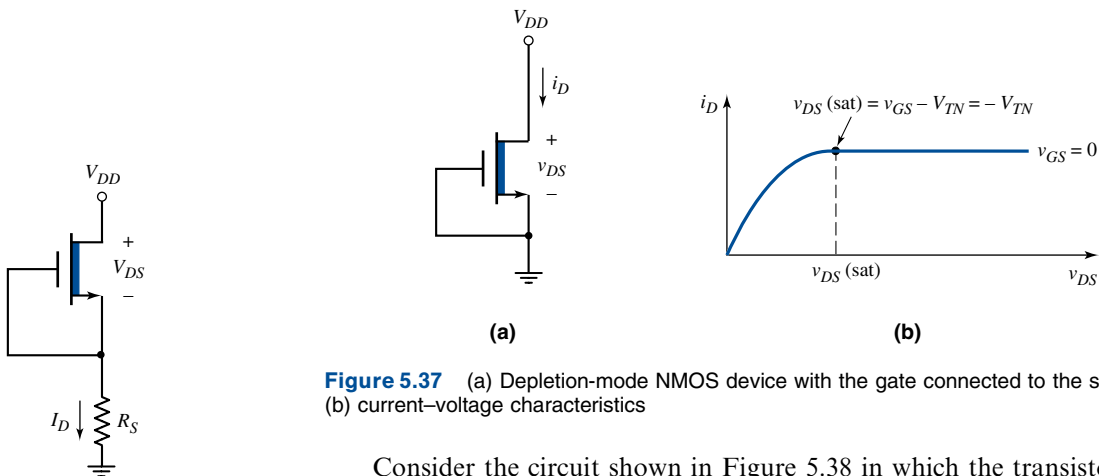 V_DD
+
V_DS
−
I_D
R_S
V_DD
i_D
+
v_DS
−
(a)
i_D
v_DS (sat) = v_GS − V_TN = − V_TN
v_GS = 0
v_DS (sat)
v_DS
(b)
Figure 5.37 (a) Depletion-mode NMOS device with the gate connected to the s
(b) current–voltage characteristics
Consider the circuit shown in Figure 5.38 in which the transiste